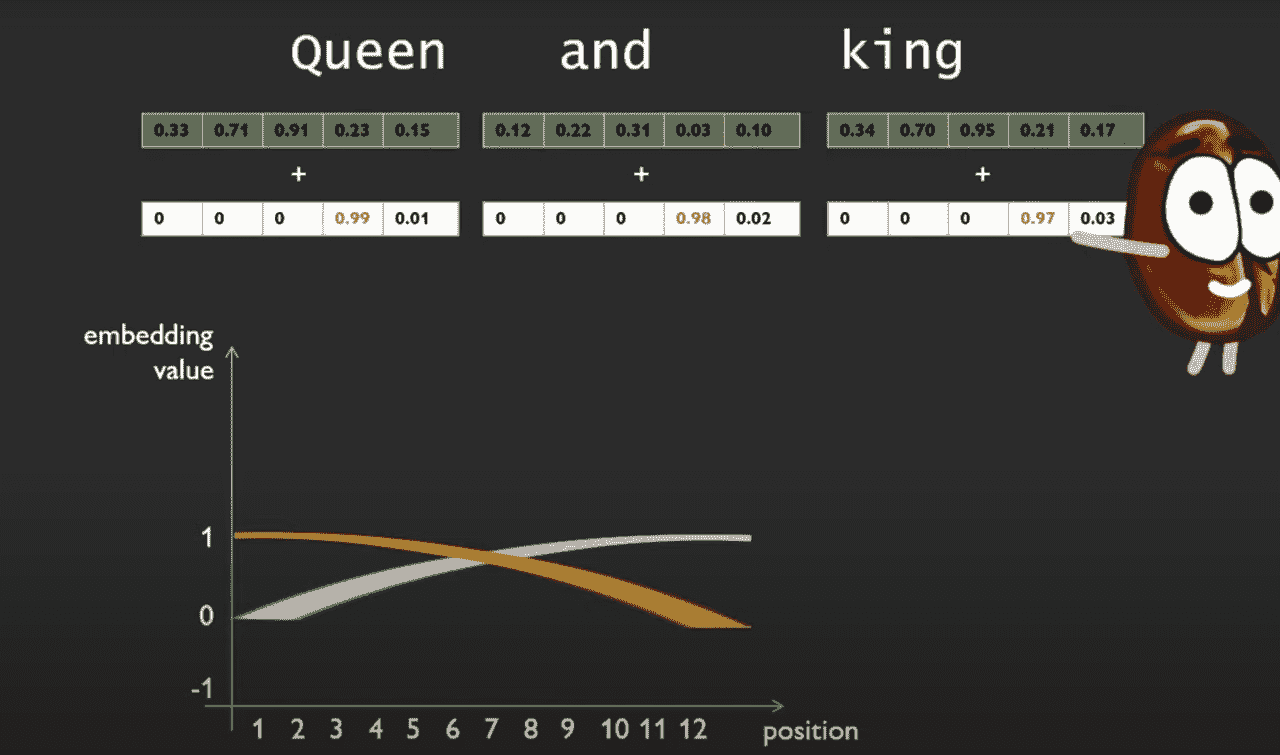 Queen and king
0.33 0.71 0.91 0.23 0.15 0.12 0.22 0.31 0.03 0.10 0.34 0.70 0.95 0.21 0.17
+ + +
0 0 0 0.99 0.01 0 0 0 0.98 0.02 0 0 0 0.97 0.03
embedding
value
1
0
-1
1 2 3 4 5 6 7 8 9 10 11 12
position